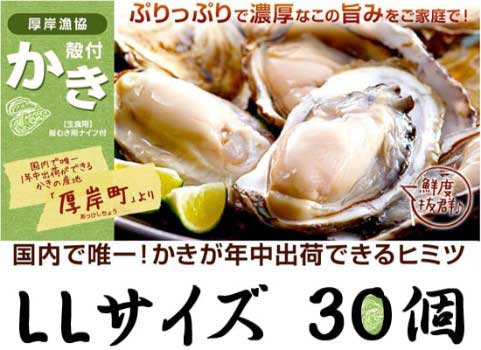 厚岸漁協
殻付
かき
【生食用】
殻むき用ナイフ付
国内で唯一
1年中出荷ができる
かきの産地
「厚岸町」より
あっけしちょう
ぷりっぷりで濃厚なこの旨みをご家庭で！
鮮度
抜群♪
国内で唯一！かきが年中出荷できるヒミツ
LLサイズ 30個